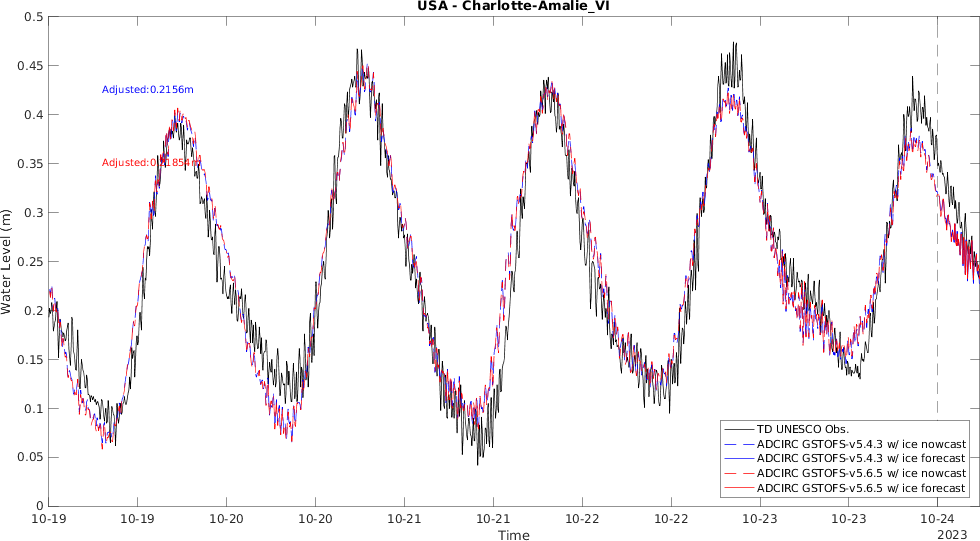 USA - Charlotte-Amalie_VI
0.5
0.45
0.4
0.35
0.3
0.25
0.2
0.15
0.1
0.05
0
Water Level (m)
Adjusted:0.2156m
10-19
10-19
10-20
10-20
10-21
10-21
10-22
10-22
10-23
10-23
10-24
2023
Time
TD UNESCO Obs.
ADCIRC GSTOFS-v5.4.3 w/ ice nowcast
ADCIRC GSTOFS-v5.4.3 w/ ice forecast
ADCIRC GSTOFS-v5.6.5 w/ ice nowcast
ADCIRC GSTOFS-v5.6.5 w/ ice forecast